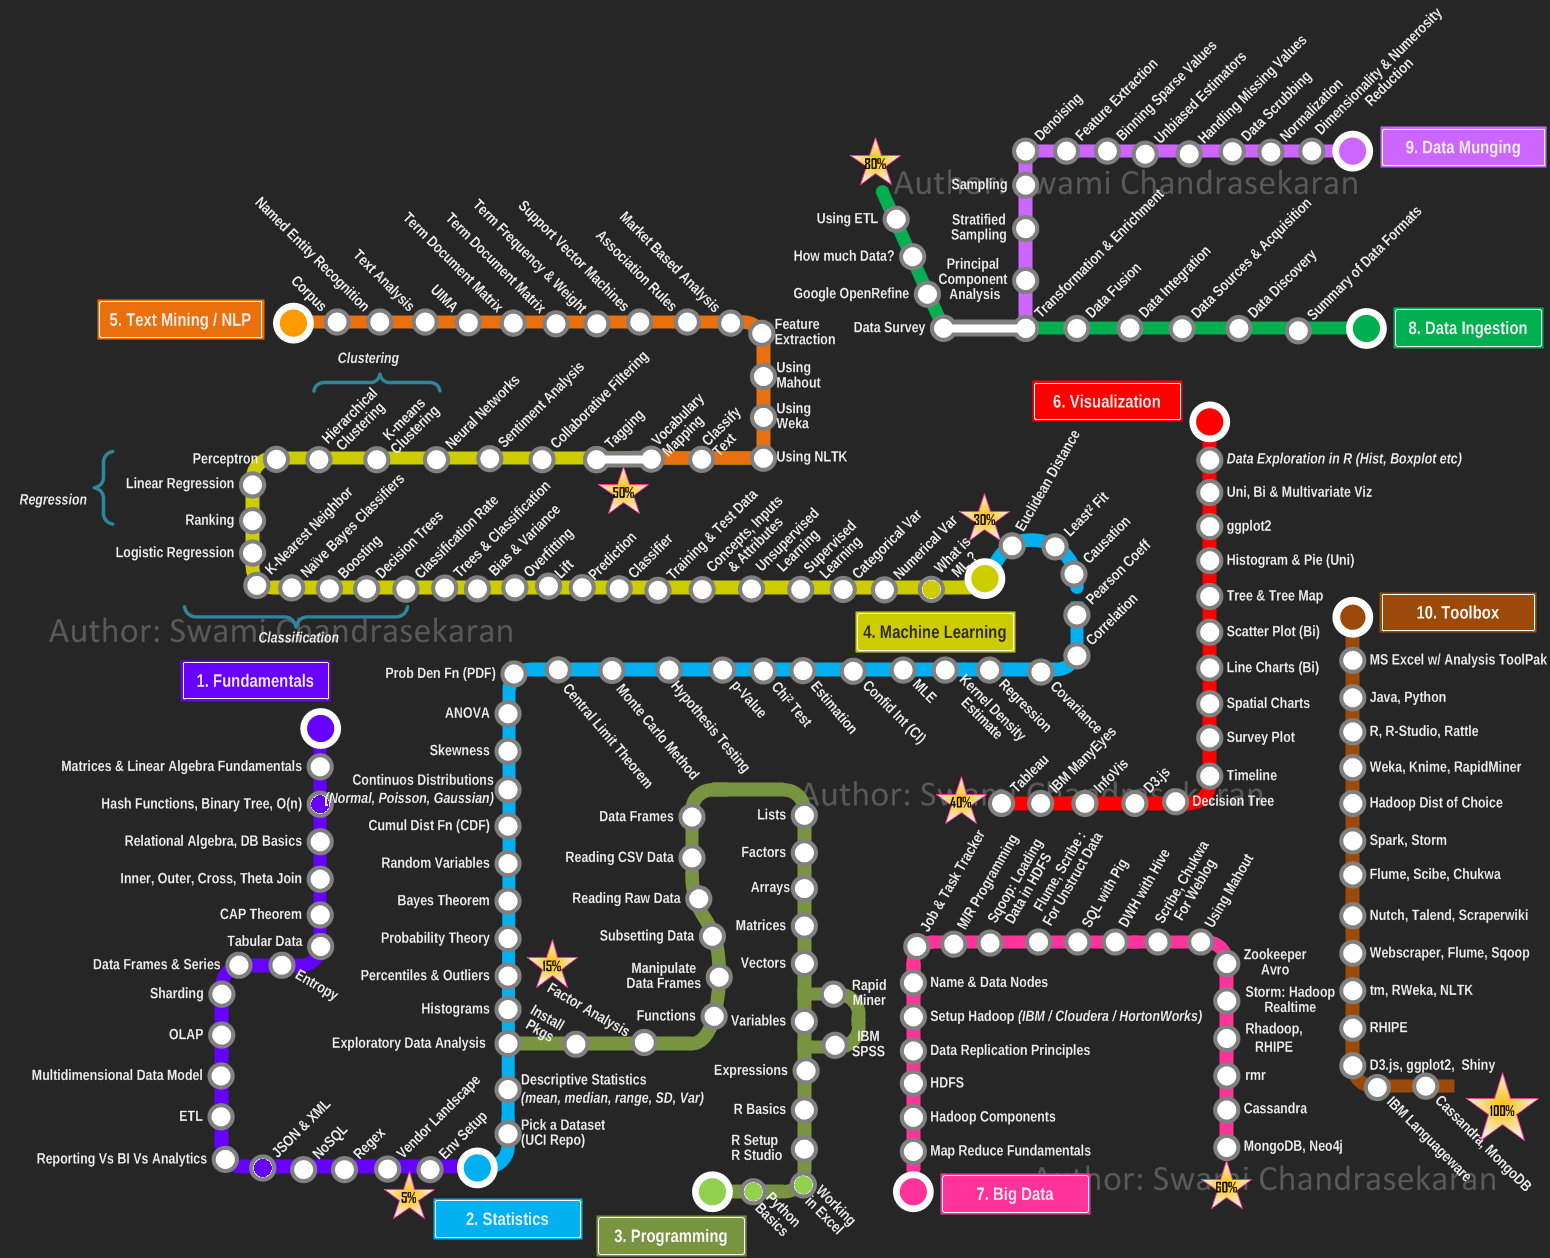 Denoising
Feature Extraction
Binning Sparse Values
Unbiased Estimators
Handling Missing Values
Data Scrubbing
Normalization
Dimensionality & Numerosity
Reduction
9. Data Munging
80%
Author: Swami Chandrasekaran
Sampling
Stratified
Sampling
Principal
Component
Analysis
Using ETL
How much Data?
Google OpenRefine
Data Survey
Transformation & Enrichment
Data Fusion
Data Integration
Data Sources & Acquisition
Data Discovery
Summary of Data Formats
8. Data Ingestion
5. Text Mining / NLP
Corpus
Named Entity Recognition
Text Analysis
UIMA
Term Document Matrix
Term Document Matrix
Term Frequency & Weight
Support Vector Machines
Association Rules
Market Based Analysis
Feature
Extraction
Using
Mahout
Using
Weka
Using NLTK
Classify
Text
Vocabulary
Mapping
50%
Tagging
Collaborative Filtering
Sentiment Analysis
Neural Networks
Clustering
K-means
Clustering
Hierarchical
Clustering
Perceptron
Regression
Linear Regression
Ranking
Logistic Regression
K-Nearest Neighbor
Naive Bayes Classifiers
Boosting
Decision Trees
Classification Rate
Classification
Trees & Classification
Bias & Variance
Overfitting
Lift
Prediction
Classifier
Training & Test Data
Concepts, Inputs
& Attributes
Unsupervised
Learning
Supervised
Learning
Categorical Var
Numerical Var
What is
ML?
30%
4. Machine Learning
Author: Swami Chandrasekaran
Euclidean Distance
Least² Fit
Causation
Pearson Coeff
Correlation
Covariance
Regression
Kernel Density
Estimate
MLE
Confid Int (CI)
Estimation
Chi² Test
p-Value
Hypothesis Testing
Monte Carlo Method
Central Limit Theorem
Prob Den Fn (PDF)
ANOVA
Skewness
Continuos Distributions
(Normal, Poisson, Gaussian)
Cumul Dist Fn (CDF)
Random Variables
Bayes Theorem
Probability Theory
Percentiles & Outliers
Histograms
Exploratory Data Analysis
Descriptive Statistics
(mean, median, range, SD, Var)
Pick a Dataset
(UCI Repo)
2. Statistics
1. Fundamentals
Matrices & Linear Algebra Fundamentals
Hash Functions, Binary Tree, O(n)
Relational Algebra, DB Basics
Inner, Outer, Cross, Theta Join
CAP Theorem
Tabular Data
Entropy
Data Frames & Series
Sharding
OLAP
Multidimensional Data Model
ETL
Reporting Vs BI Vs Analytics
JSON & XML
NoSQL
Regex
Vendor Landscape
Env Setup
5%
15%
Install
Pkgs
Factor Analysis
Functions
Manipulate
Data Frames
Subsetting Data
Reading Raw Data
Reading CSV Data
Data Frames
Lists
Factors
Arrays
Matrices
Vectors
Variables
Rapid
Miner
IBM
SPSS
Expressions
R Basics
R Setup
R Studio
Working
in Excel
Python
Basics
3. Programming
6. Visualization
Data Exploration in R (Hist, Boxplot etc)
Uni, Bi & Multivariate Viz
ggplot2
Histogram & Pie (Uni)
Tree & Tree Map
Scatter Plot (Bi)
Line Charts (Bi)
Spatial Charts
Survey Plot
Timeline
Decision Tree
D3.js
InfoVis
IBM ManyEyes
Tableau
40%
Author: Swami Chandrasekaran
Job & Task Tracker
M/R Programming
Sqoop: Loading
Data in HDFS
Flume, Scribe :
For Unstruct Data
SQL with Pig
DWH with Hive
Scribe, Chukwa
For Weblog
Using Mahout
Zookeeper
Avro
Storm: Hadoop
Realtime
Rhadoop,
RHIPE
rmr
Cassandra
MongoDB, Neo4j
60%
Name & Data Nodes
Setup Hadoop (IBM / Cloudera / HortonWorks)
Data Replication Principles
HDFS
Hadoop Components
Map Reduce Fundamentals
7. Big Data
Author: Swami Chandrasekaran
10. Toolbox
MS Excel w/ Analysis ToolPak
Java, Python
R, R-Studio, Rattle
Weka, Knime, RapidMiner
Hadoop Dist of Choice
Spark, Storm
Flume, Scibe, Chukwa
Nutch, Talend, Scraperwiki
Webscraper, Flume, Sqoop
tm, RWeka, NLTK
RHIPE
D3.js, ggplot2, Shiny
IBM Languageware
Cassandra, MongoDB
100%